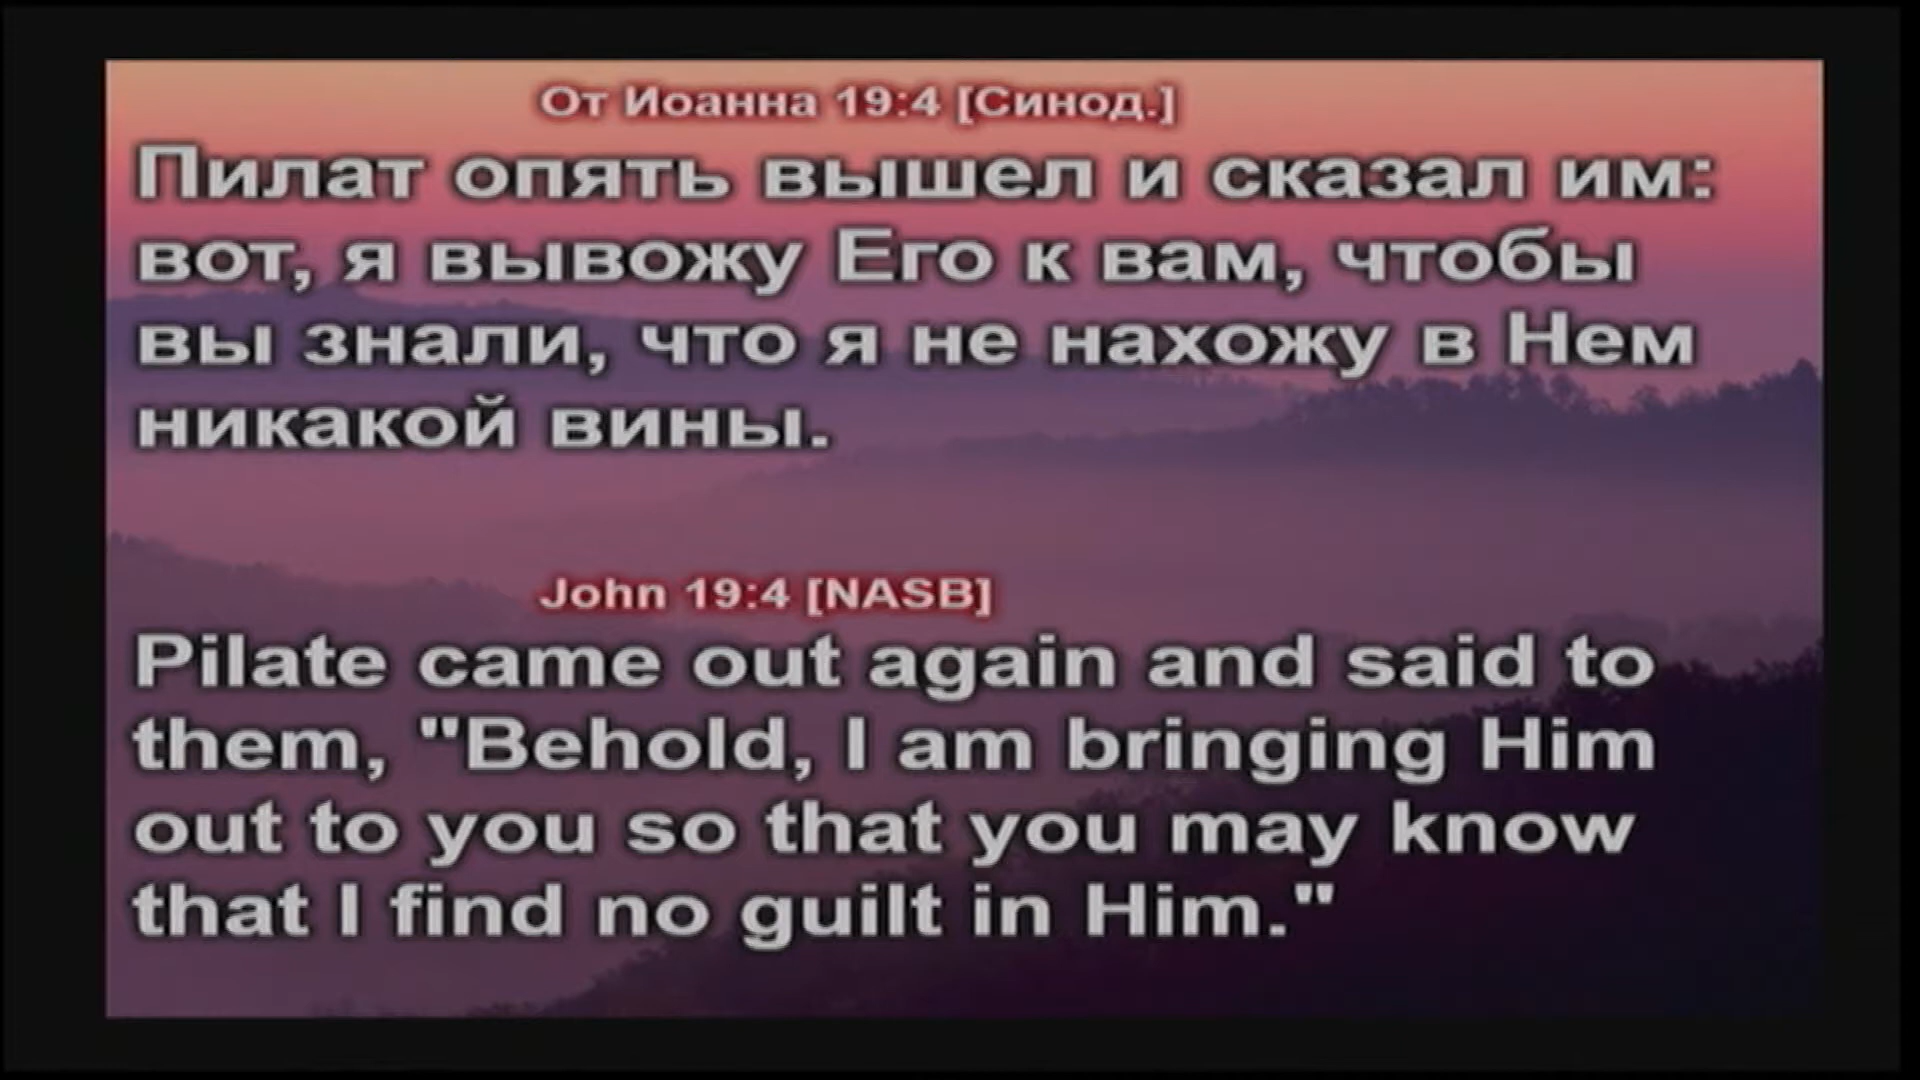 От Иоанна 19:4 [Синод.]
Пилат опять вышел и сказал им:
вот, я вывожу Его к вам, чтобы
вы знали, что я не нахожу в Нем
никакой вины.
John 19:4 [NASB]
Pilate came out again and said to
them, "Behold, I am bringing Him
out to you so that you may know
that I find no guilt in Him."